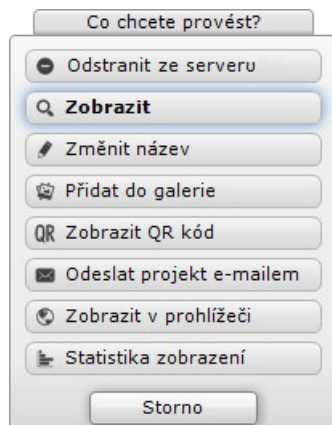 Co chcete provést?
Odstranit ze serveru
Zobrazit
Změnit název
Přidat do galerie
QR Zobrazit QR kód
Odeslat projekt e-mailem
Zobrazit v prohlížeči
Statistika zobrazení
Storno